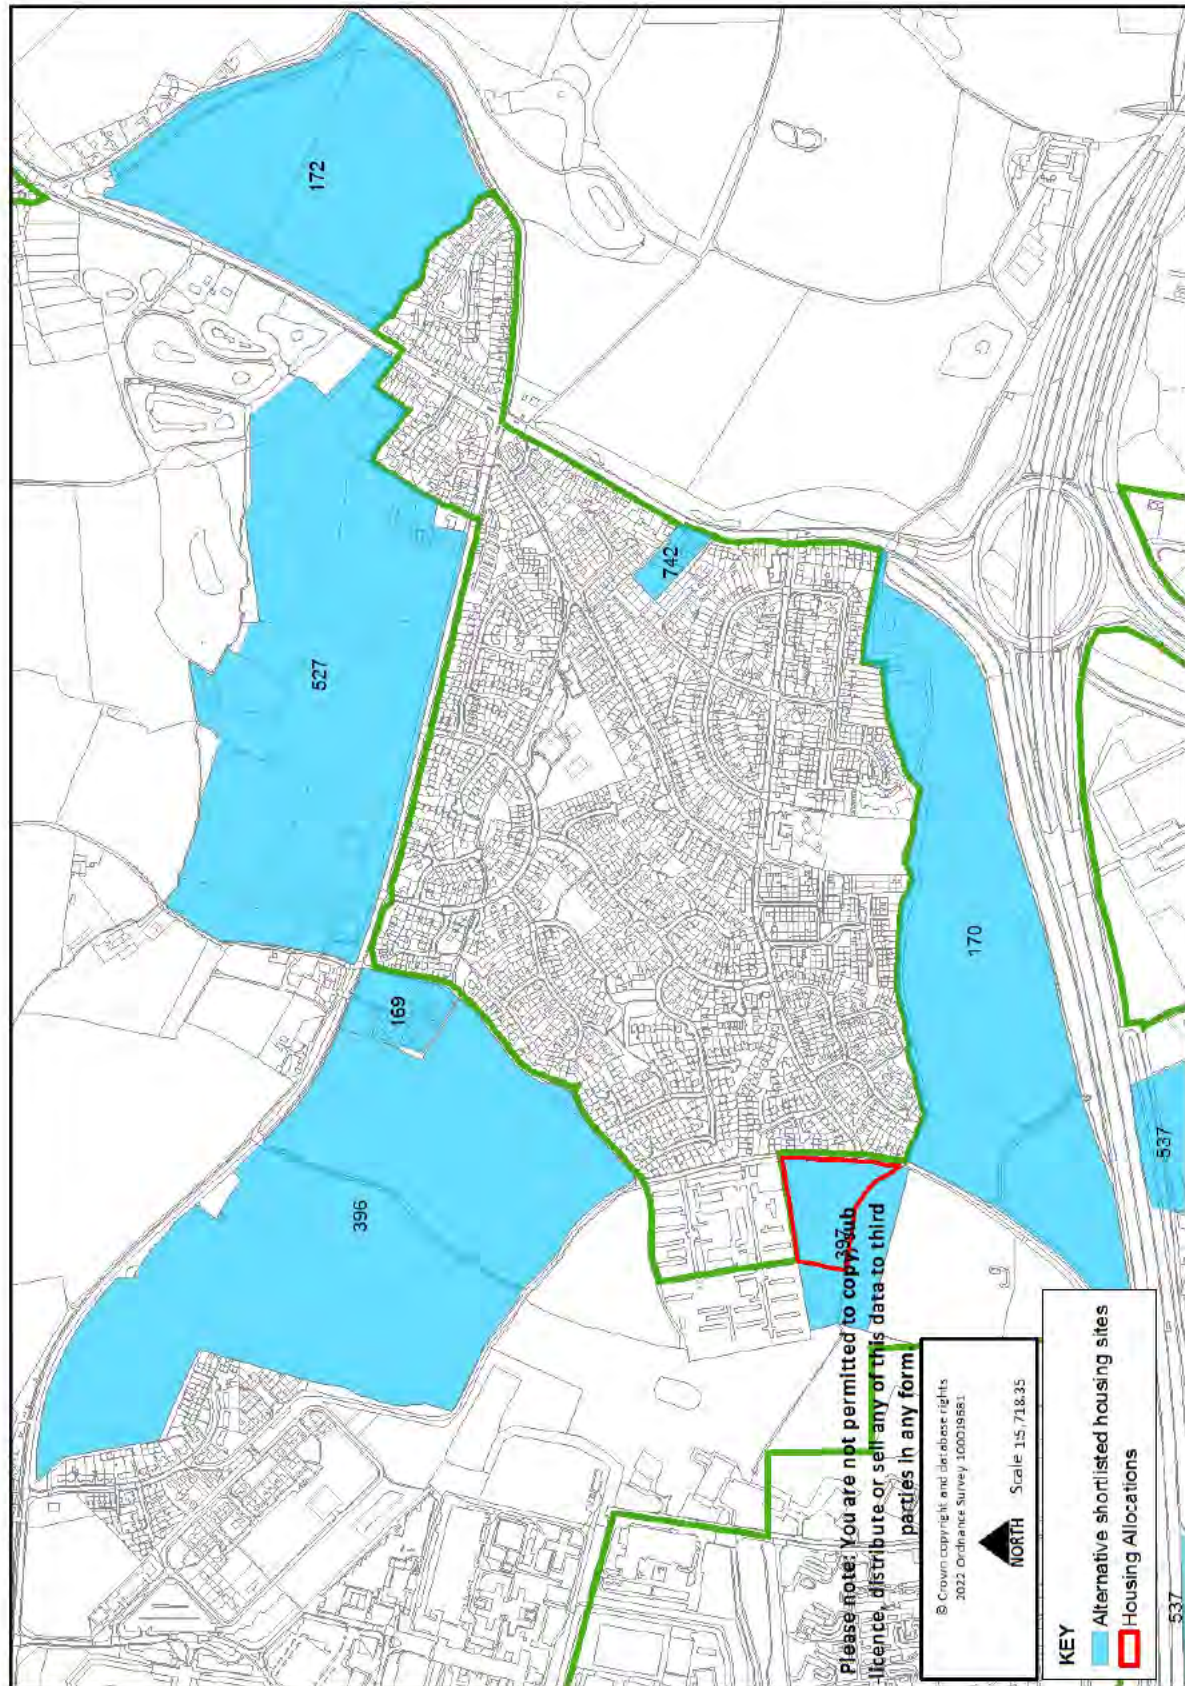 172
527
742
169
396
170
397
537
Please note: You are not permitted to copy, sub
-licence, distribute or sell any of this data to third
parties in any form.
© Crown copyright and database rights
2022 Ordnance Survey 100019681
NORTH Scale 1:5,718.35
KEY
Alternative shortlisted housing sites
Housing Allocations
537